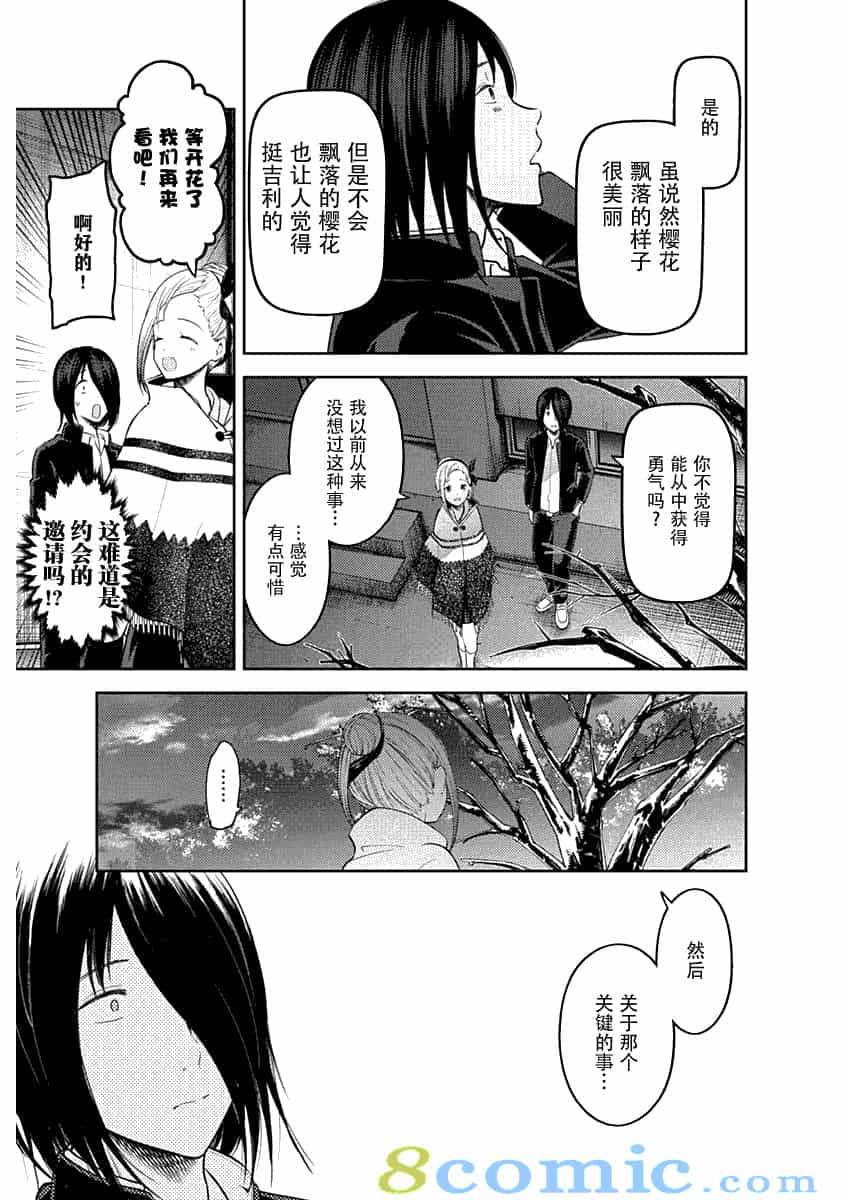 是的
虽说然樱花
飘落的样子
很美丽
但是不会
飘落的樱花
也让人觉得
挺吉利的
等开花了
我们再来
看吧！
啊好的！
这难道是
约会的
邀请吗!?
你不觉得
能从中获得
勇气吗？
我以前从来
没想过这种事…
…感觉
有点可惜
……
然后
关于那个
关键的事…
8comic.com